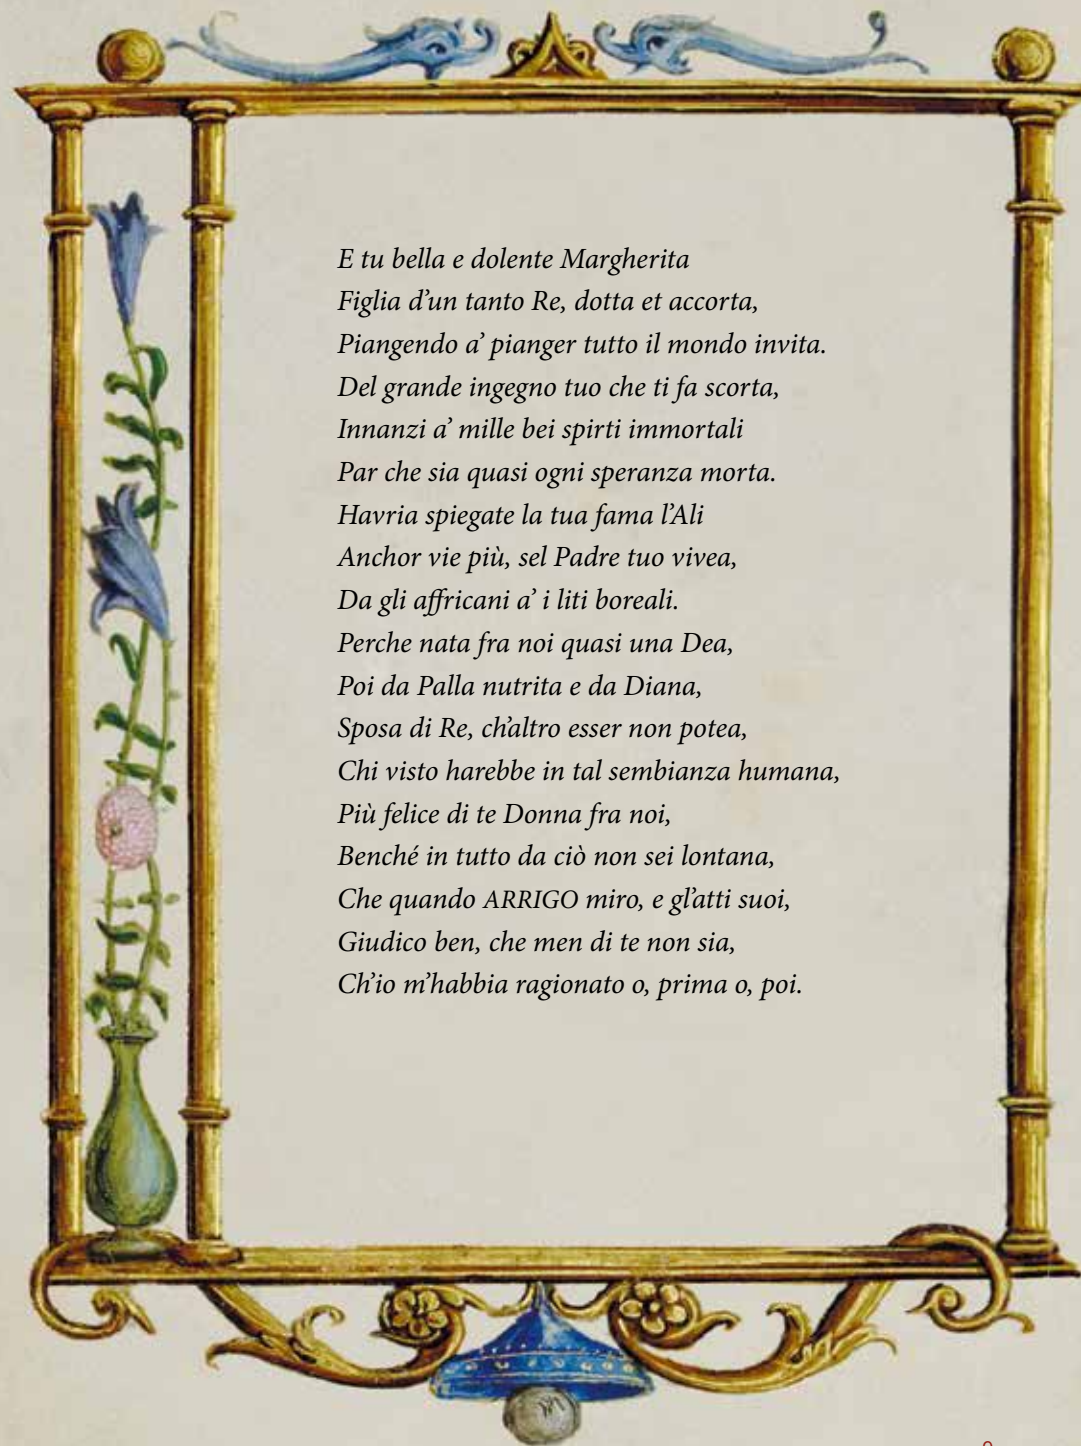 E tu bella e dolente Margherita
Figlia d’un tanto Re, dotta et accorta,
Piangendo a’ pianger tutto il mondo invita.
Del grande ingegno tuo che ti fa scorta,
Innanzi a’ mille bei spirti immortali
Par che sia quasi ogni speranza morta.
Havria spiegate la tua fama l’Ali
Anchor vie più, sel Padre tuo vivea,
Da gli affricani a’ i liti boreali.
Perche nata fra noi quasi una Dea,
Poi da Palla nutrita e da Diana,
Sposa di Re, ch’altro esser non potea,
Chi visto harebbe in tal sembianza humana,
Più felice di te Donna fra noi,
Benché in tutto da ciò non sei lontana,
Che quando ARRIGO miro, e gl’atti suoi,
Giudico ben, che men di te non sia,
Ch’io m’habbia ragionato o, prima o, poi.